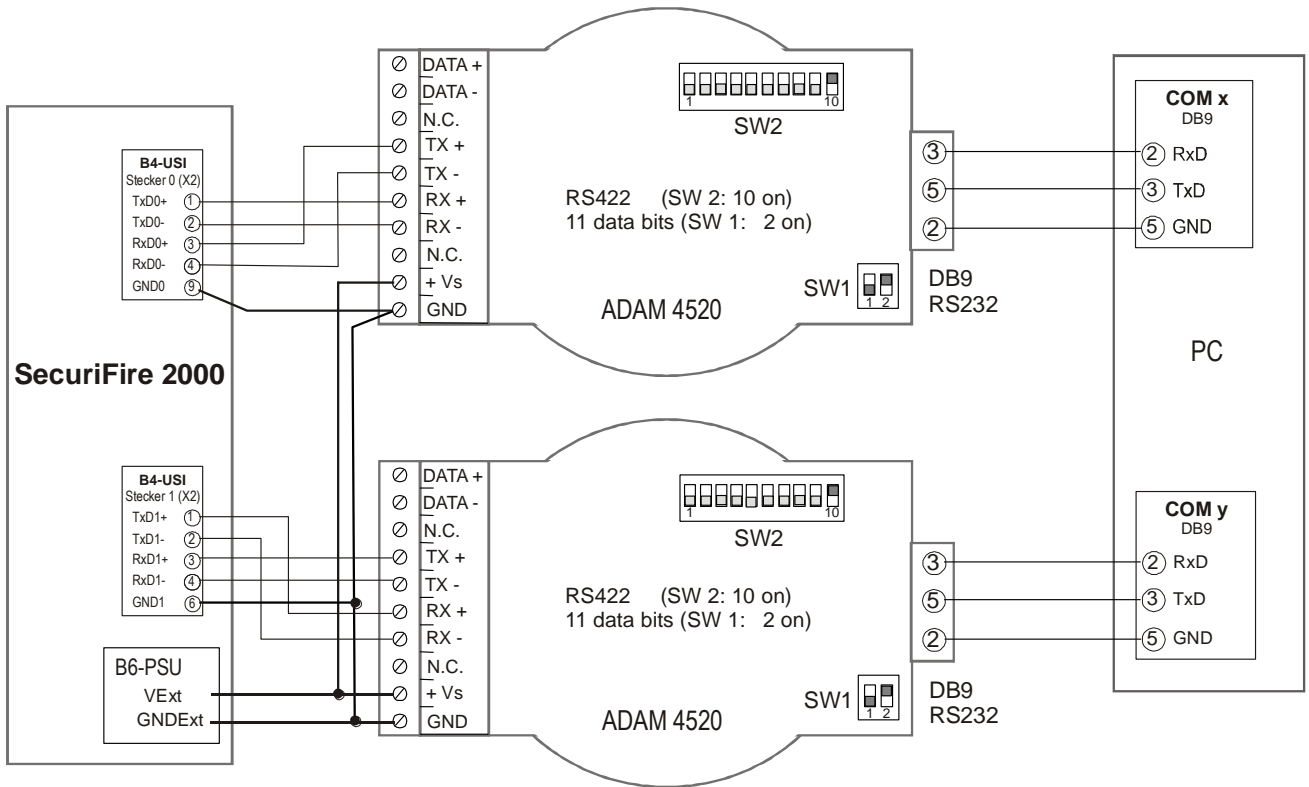 SecuriFire 2000
B4-USI
Stecker 0 (X2)
TxD0+ 1
TxD0- 2
RxD0+ 3
RxD0- 4
GND0 9
B4-USI
Stecker 1 (X2)
TxD1+ 1
TxD1- 2
RxD1+ 3
RxD1- 4
GND1 6
B6-PSU
VExt
GNDExt
DATA +
DATA -
N.C.
TX +
TX -
RX +
RX -
N.C.
+ Vs
GND
1 10
SW2
RS422 (SW 2: 10 on)
11 data bits (SW 1: 2 on)
SW1
1 2
ADAM 4520
3
5
2
DB9
RS232
DATA +
DATA -
N.C.
TX +
TX -
RX +
RX -
N.C.
+ Vs
GND
1 10
SW2
RS422 (SW 2: 10 on)
11 data bits (SW 1: 2 on)
SW1
1 2
ADAM 4520
3
5
2
DB9
RS232
COM x
DB9
2 RxD
3 TxD
5 GND
PC
COM y
DB9
2 RxD
3 TxD
5 GND